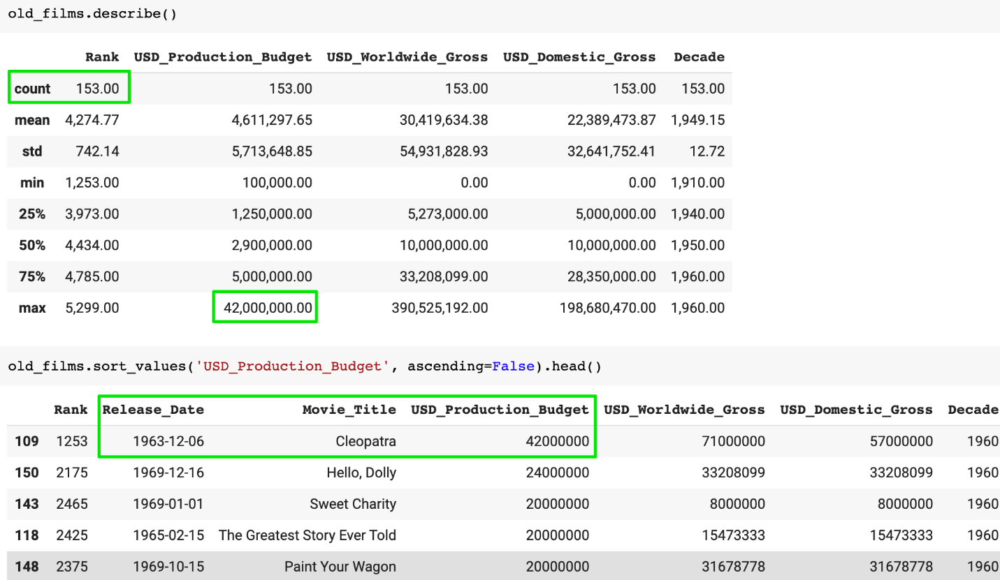 old_films.describe()
Rank USD_Production_Budget USD_Worldwide_Gross USD_Domestic_Gross Decade
count 153.00 153.00 153.00 153.00 153.00
mean 4,274.77 4,611,297.65 30,419,634.38 22,389,473.87 1,949.15
std 742.14 5,713,648.85 54,931,828.93 32,641,752.41 12.72
min 1,253.00 100,000.00 0.00 0.00 1,910.00
25% 3,973.00 1,250,000.00 5,273,000.00 5,000,000.00 1,940.00
50% 4,434.00 2,900,000.00 10,000,000.00 10,000,000.00 1,950.00
75% 4,785.00 5,000,000.00 33,208,099.00 28,350,000.00 1,960.00
max 5,299.00 42,000,000.00 390,525,192.00 198,680,470.00 1,960.00
old_films.sort_values('USD_Production_Budget', ascending=False).head()
Rank Release_Date Movie_Title USD_Production_Budget USD_Worldwide_Gross USD_Domestic_Gross Decade
109 1253 1963-12-06 Cleopatra 42000000 71000000 57000000 1960
150 2175 1969-12-16 Hello, Dolly 24000000 33208099 33208099 1960
143 2465 1969-01-01 Sweet Charity 20000000 8000000 8000000 1960
118 2425 1965-02-15 The Greatest Story Ever Told 20000000 15473333 15473333 1960
148 2375 1969-10-15 Paint Your Wagon 20000000 31678778 31678778 1960